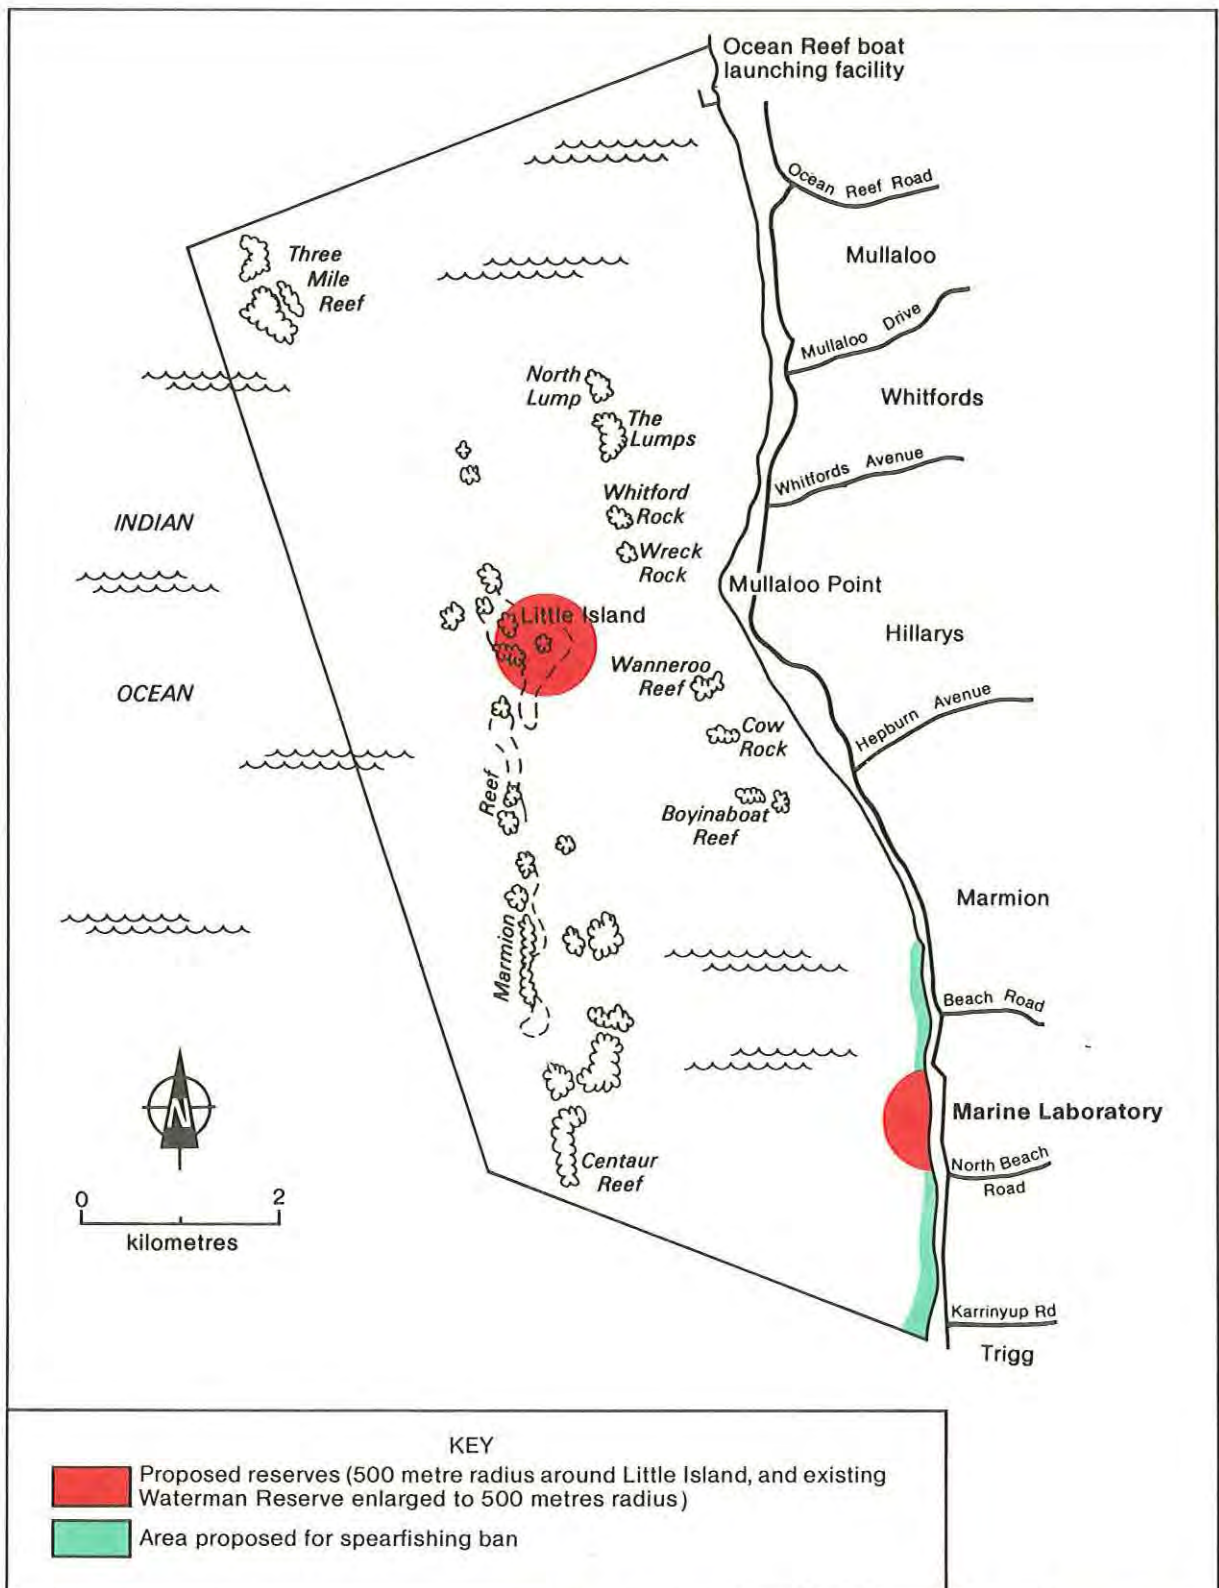 Ocean Reef boat
launching facility
Ocean Reef Road
Three
Mile
Reef
Mullaloo
Mullaloo Drive
North
Lump
The
Lumps
Whitfords
Whitfords Avenue
Whitford
Rock
INDIAN
Wreck
Rock
Mullaloo Point
Little Island
Hillarys
Wanneroo
Reef
OCEAN
Hepburn Avenue
Cow
Rock
Reef
Boyinaboat
Reef
Marmion
Marmion
Beach Road
N
Marine Laboratory
North Beach
Road
Centaur
Reef
0 2
kilometres
Karrinyup Rd
Trigg
KEY
Proposed reserves (500 metre radius around Little Island, and existing
Waterman Reserve enlarged to 500 metres radius)
Area proposed for spearfishing ban